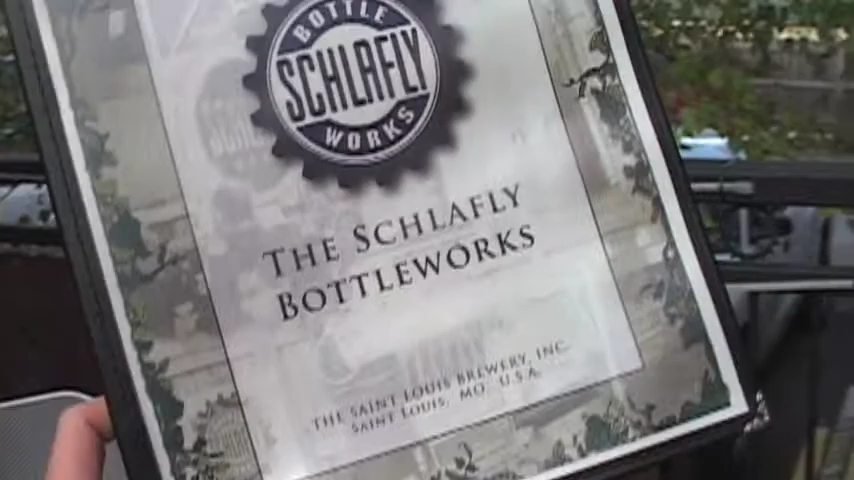 BOTTLE
SCHLAFLY
WORKS
THE SCHLAFLY
BOTTLEWORKS
THE SAINT LOUIS BREWERY, INC.
SAINT LOUIS, MO U.S.A.